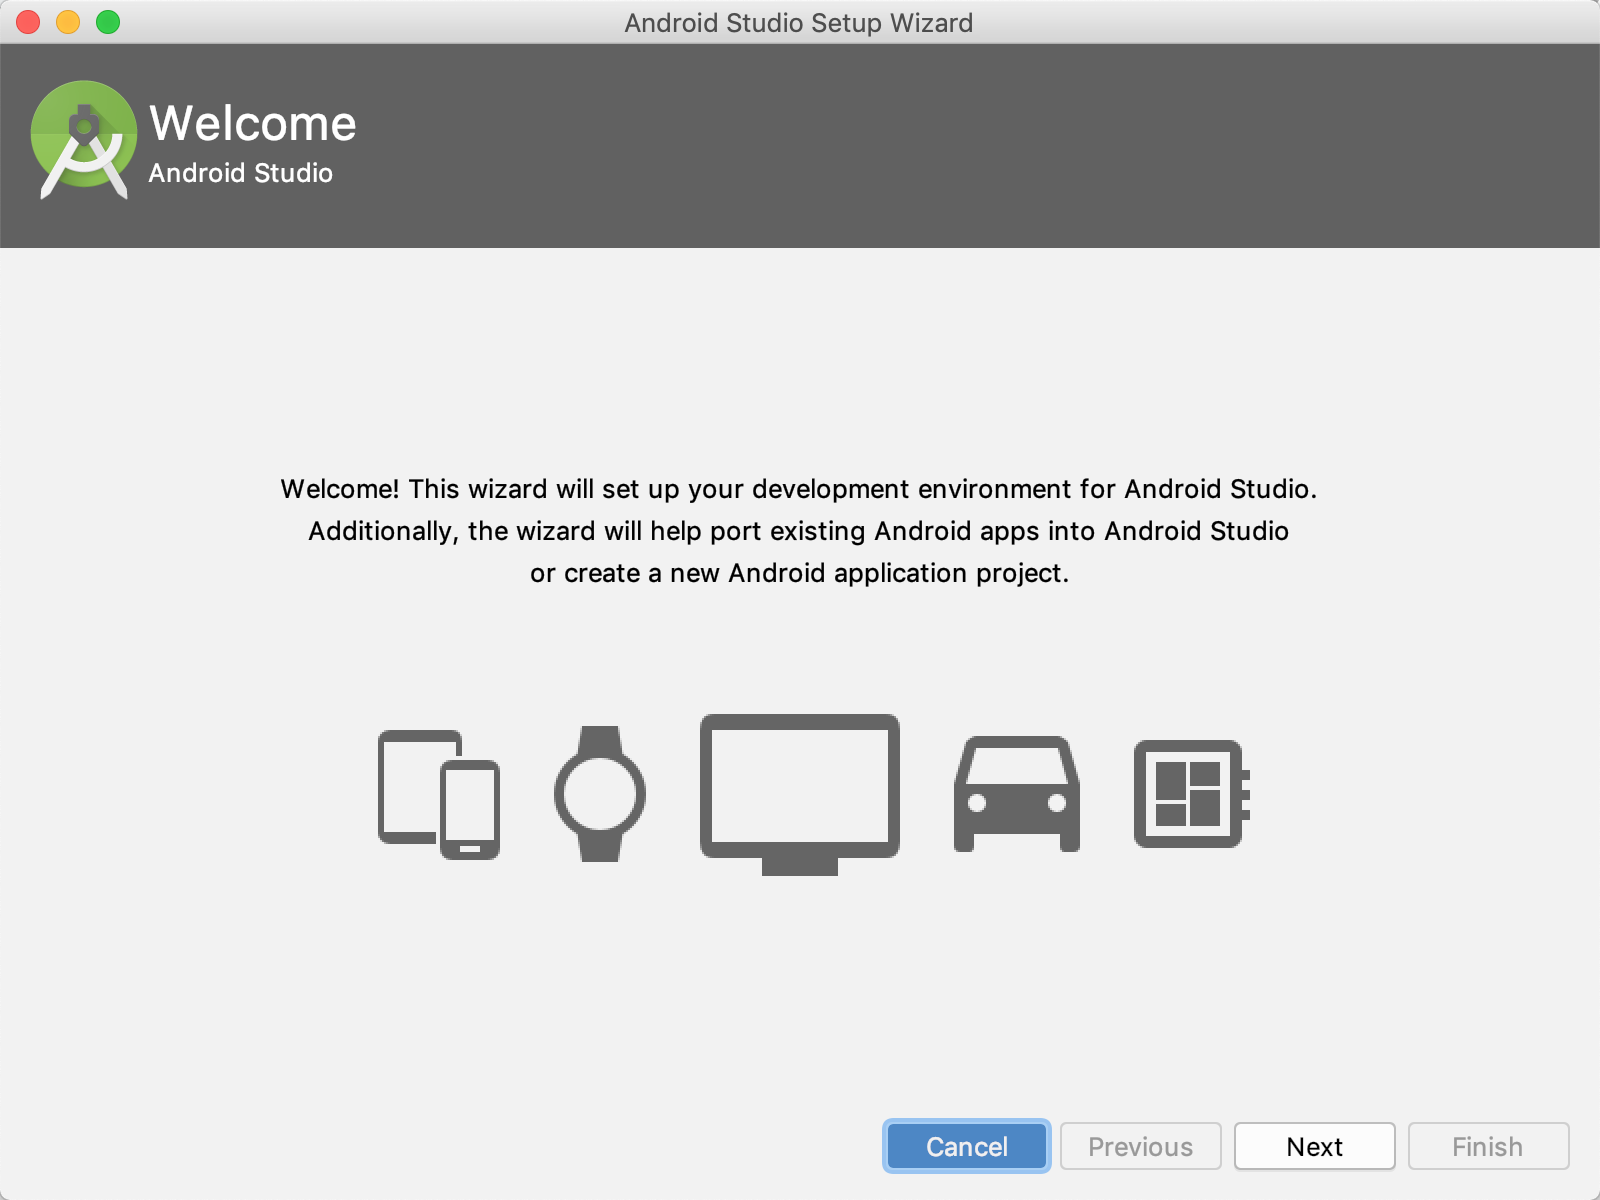 Android Studio Setup Wizard
Welcome
Android Studio
Welcome! This wizard will set up your development environment for Android Studio.
Additionally, the wizard will help port existing Android apps into Android Studio
or create a new Android application project.
Cancel Previous Next Finish